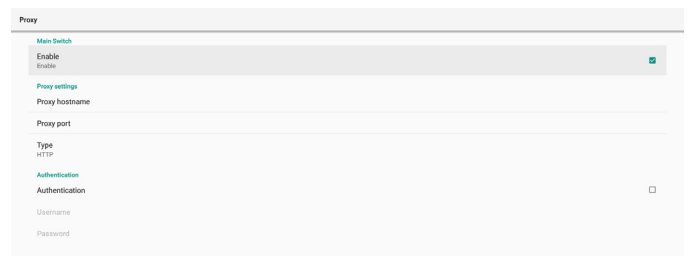 Proxy
Main Switch
Enable
Enable
Proxy settings
Proxy hostname
Proxy port
Type
HTTP
Authentication
Authentication
Username
Password